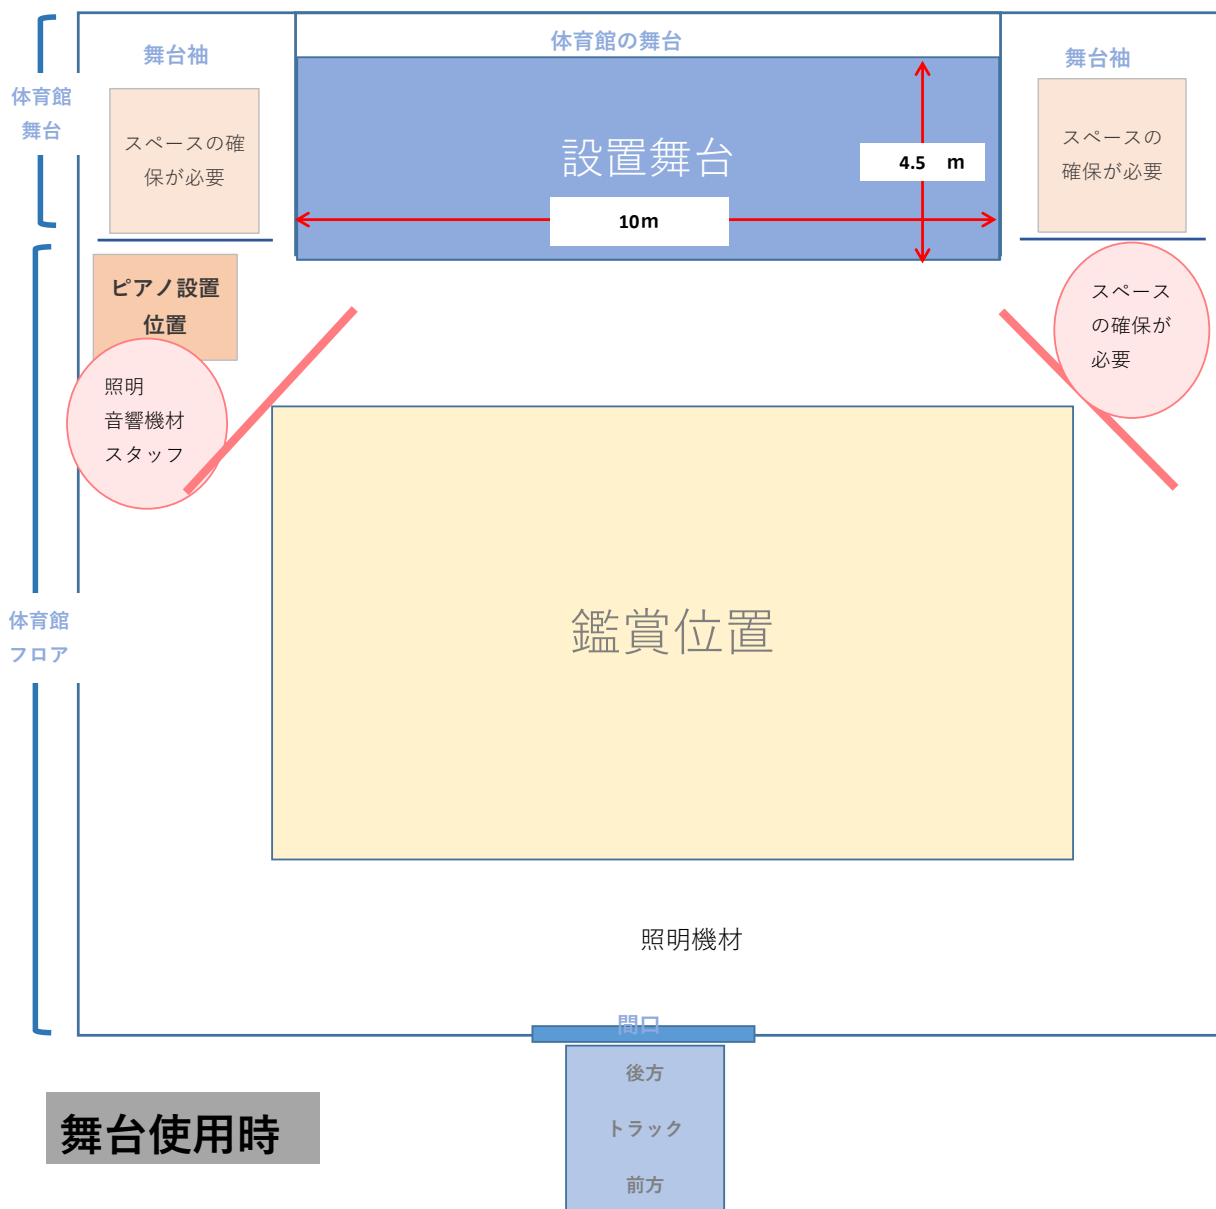 体育館の舞台
舞台袖
舞台袖
体育館
舞台
スペースの確
保が必要
設置舞台
4.5 m
スペースの
確保が必要
10m
ピアノ設置
位置
スペース
の確保が
必要
照明
音響機材
スタッフ
体育館
フロア
鑑賞位置
照明機材
間口
後方
トラック
前方
舞台使用時